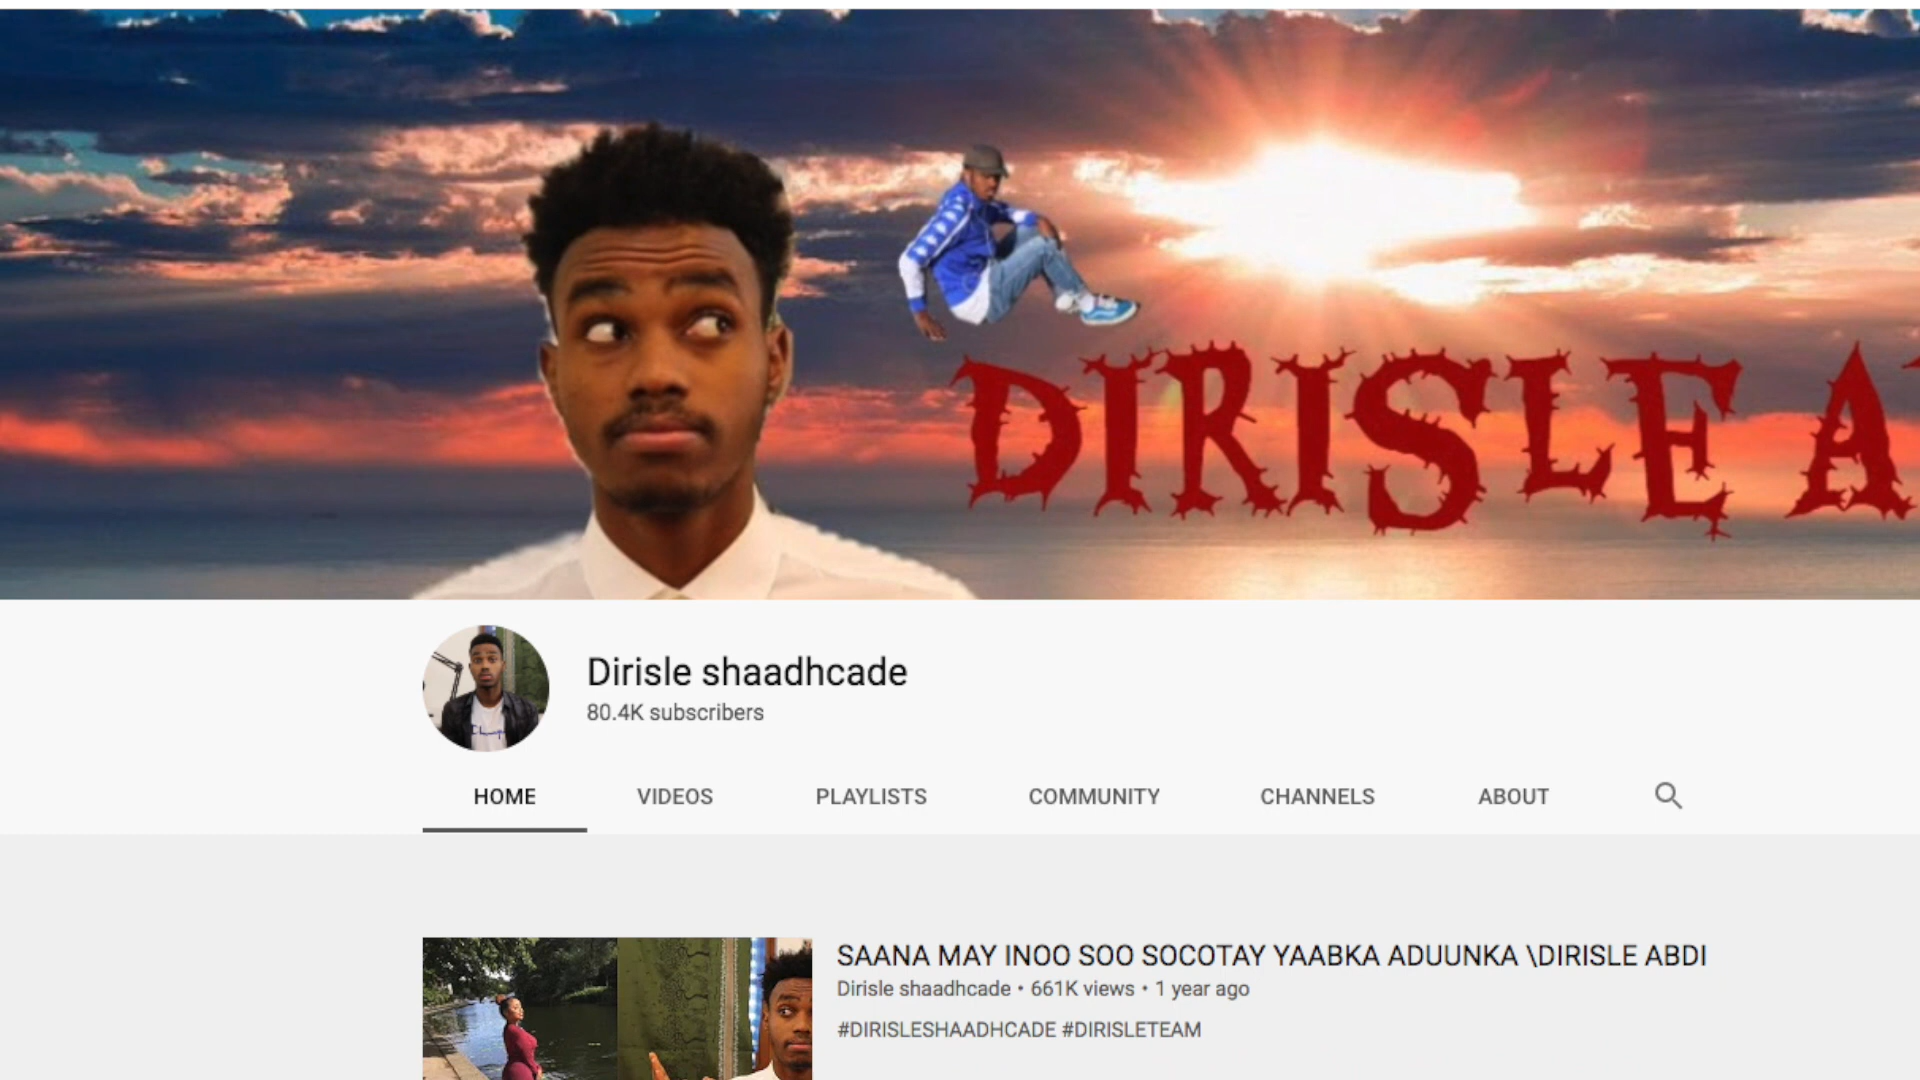 DIRISLE A
Dirisle shaadhcade
80.4K subscribers
HOME VIDEOS PLAYLISTS COMMUNITY CHANNELS ABOUT
SAANA MAY INOO SOO SOCOTAY YAABKA ADUUNKA \DIRISLE ABDI
Dirisle shaadhcade • 661K views • 1 year ago
#DIRISLESHAADHCADE #DIRISLETEAM